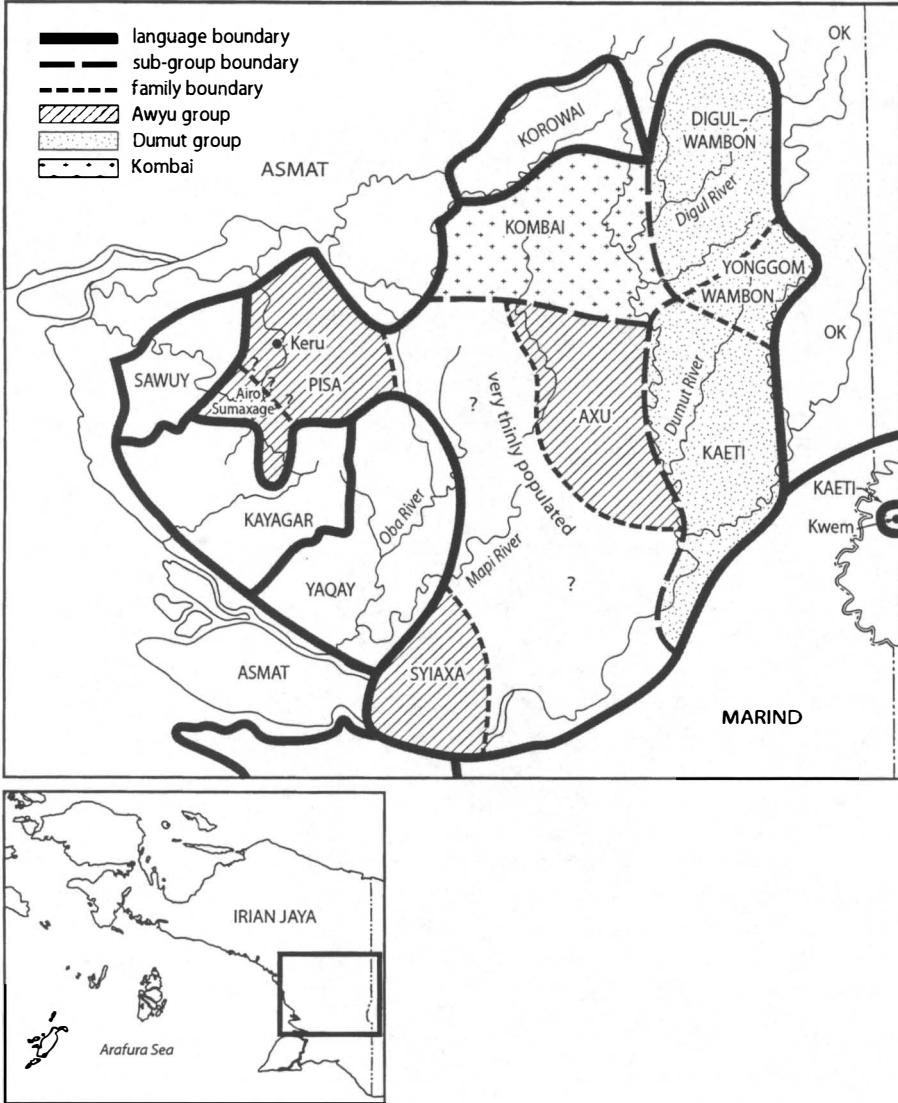 language boundary
sub-group boundary
family boundary
Awyu group
Dumut group
Kombai
OK
ASMAT
KOROWAI
DIGUL-
WAMBON
Digul River
KOMBAI
YONGGOM
WAMBON
OK
Keru
SAWUY
PISA
?
?
?
Airo
Sumaxage
?
very thinly populated
AXU
Dumut River
KAETI
KAETI
Kwem
KAYAGAR
Oba River
Mapi River
?
YAQAY
ASMAT
SYIAXA
MARIND
IRIAN JAYA
Arafura Sea